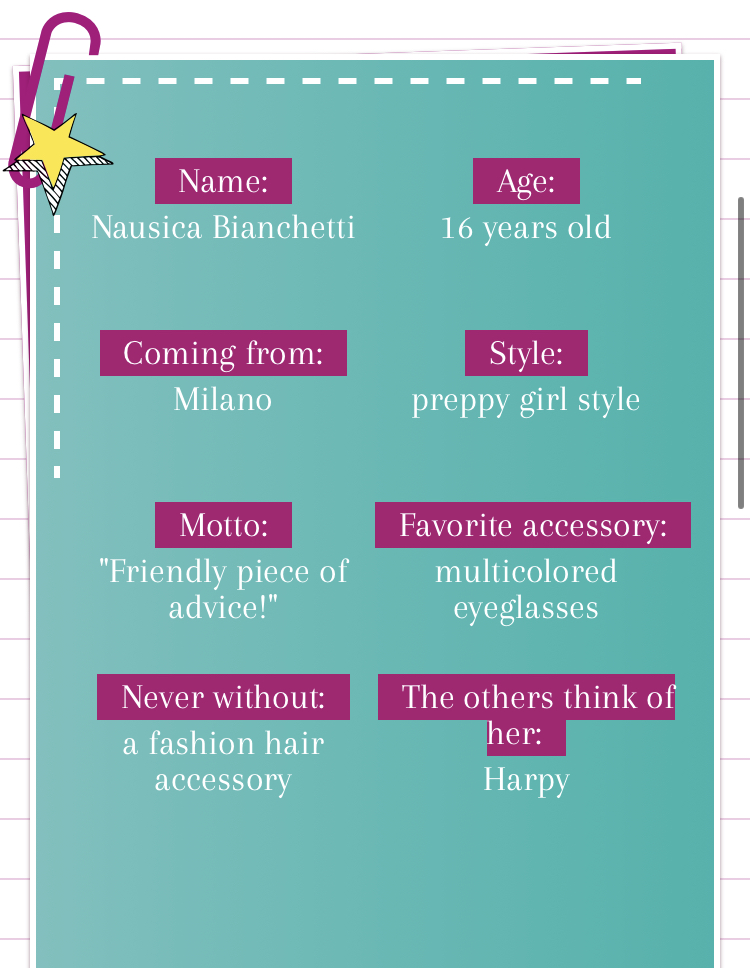 Name:
Nausica Bianchetti
Age:
16 years old
Coming from:
Milano
Style:
preppy girl style
Motto:
"Friendly piece of
advice!"
Favorite accessory:
multicolored
eyeglasses
Never without:
a fashion hair
accessory
The others think of
her:
Harpy